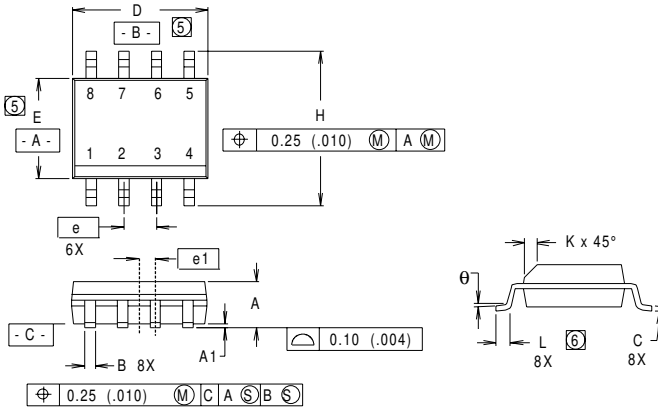 D
- B -
5
8 7 6 5
5
E
- A -
H
⌖ 0.25 (.010) Ⓜ A Ⓜ
1 2 3 4
e
6X
e1
K x 45°
θ
A
- C -
A1
⌓ 0.10 (.004)
L 6
8X
C
8X
B 8X
⌖ 0.25 (.010) Ⓜ C A Ⓢ B Ⓢ